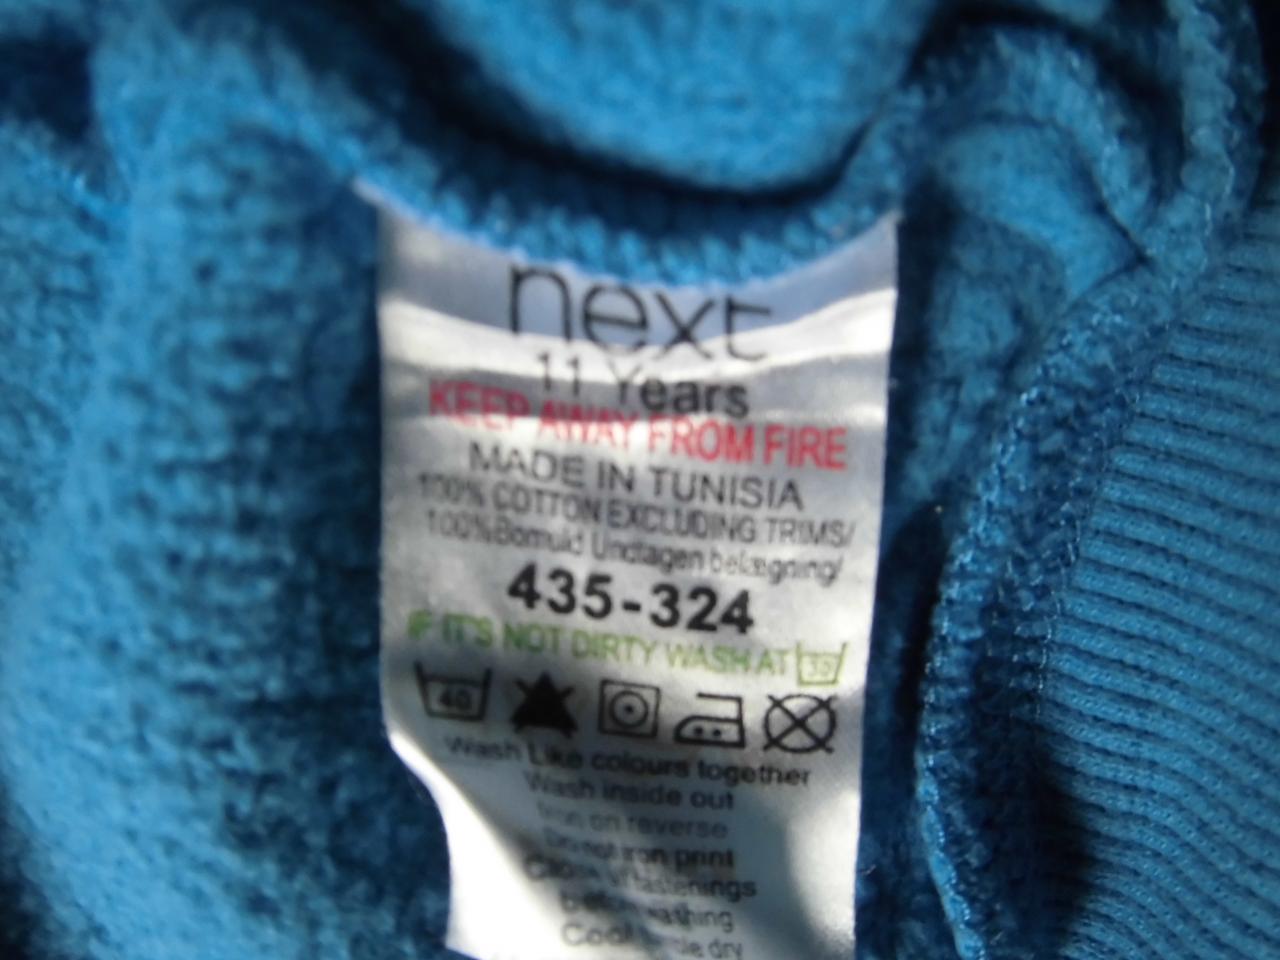 next
11 Years
KEEP AWAY FROM FIRE
MADE IN TUNISIA
100% COTTON EXCLUDING TRIMS/
100%Bomuld Undtagen belægning/
435-324
IF IT'S NOT DIRTY WASH AT 30
40
Wash Like colours together
Wash inside out
Iron on reverse
Do not iron print
Close fastenings
before washing
Cool dry